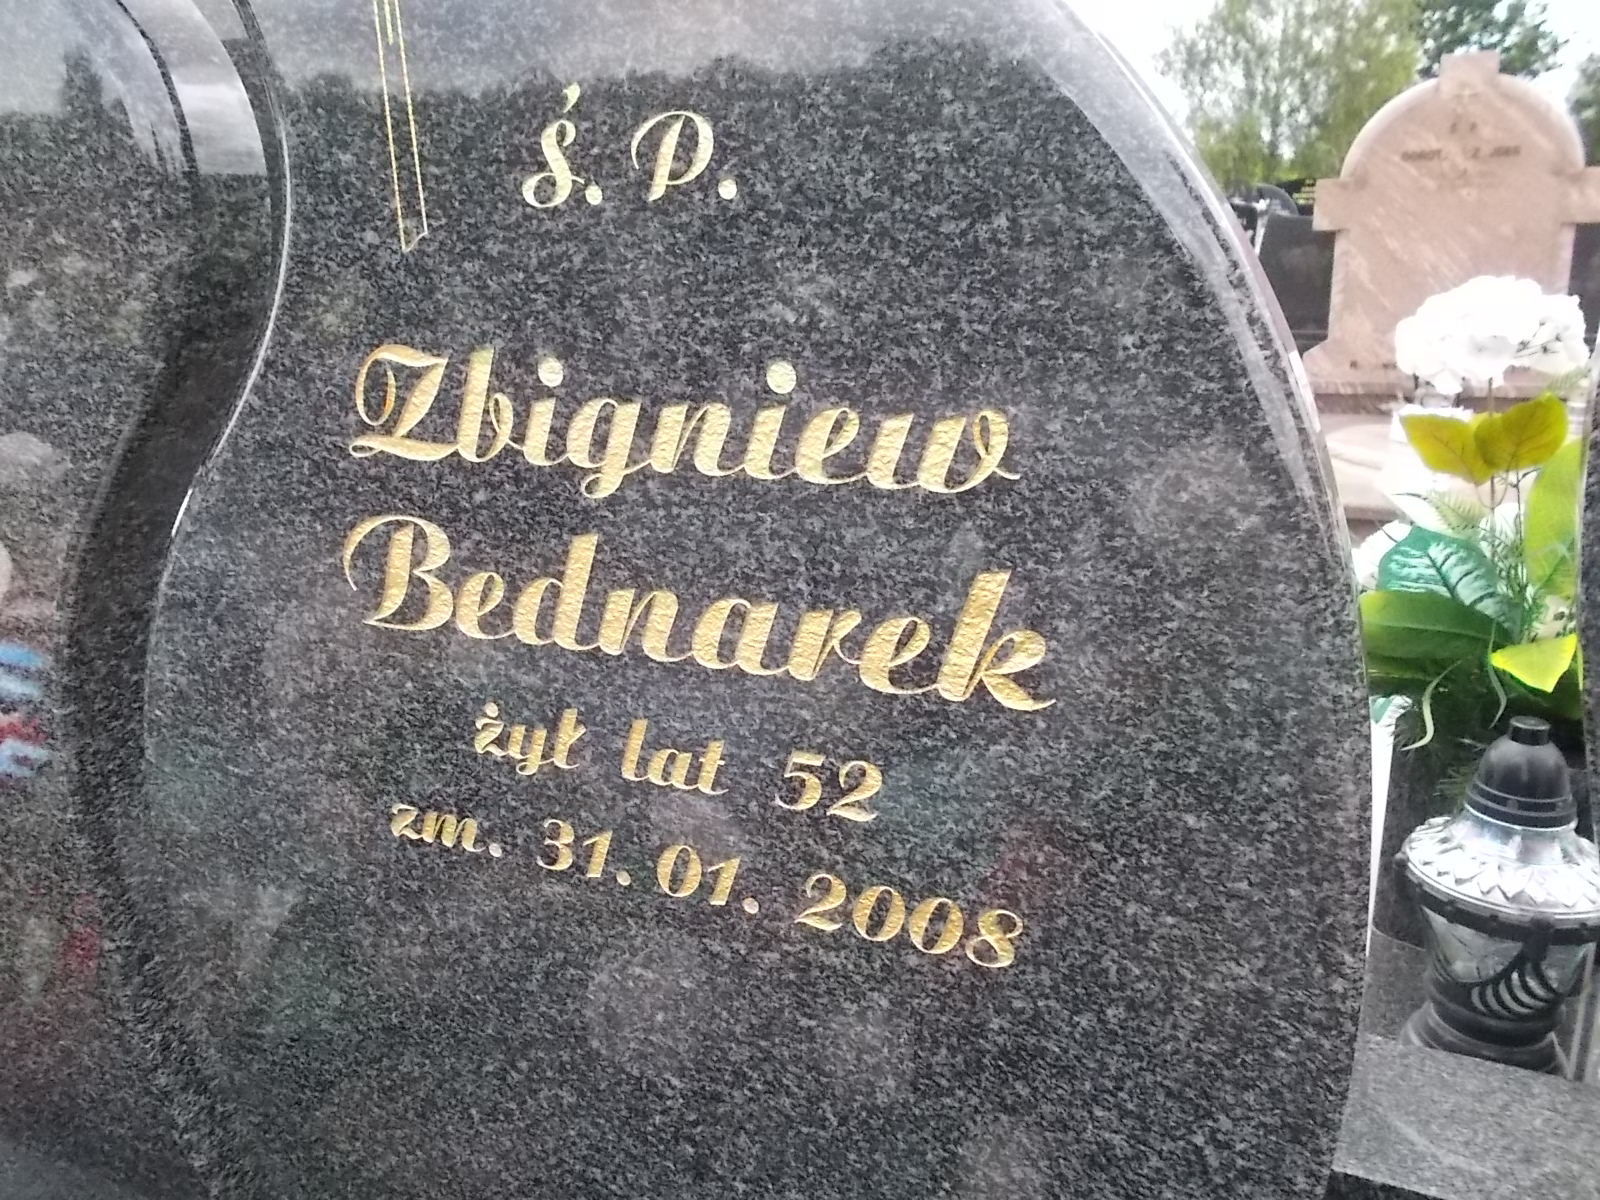 Ś. P.
Zbigniew
Bednarek
żył lat 52
zm. 31. 01. 2008